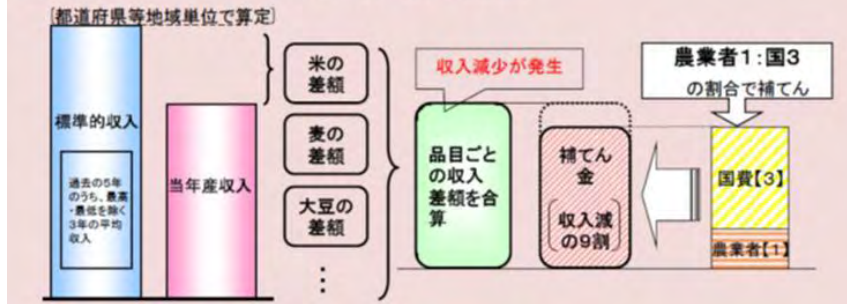 [都道府県等地域単位で算定]
標準的収入
過去の5年
のうち、最高
・最低を除く
3年の平均
収入
当年産収入
米の
差額
麦の
差額
大豆の
差額
⋮
収入減少が発生
品目ごと
の収入
差額を合
算
補てん
金
収入減
の9割
農業者1:国3
の割合で補てん
国費【3】
農業者【1】